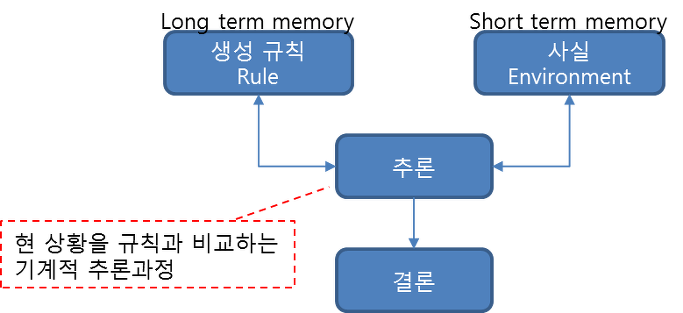 Long term memory
Short term memory
생성 규칙
Rule
사실
Environment
추론
현 상황을 규칙과 비교하는
기계적 추론과정
결론